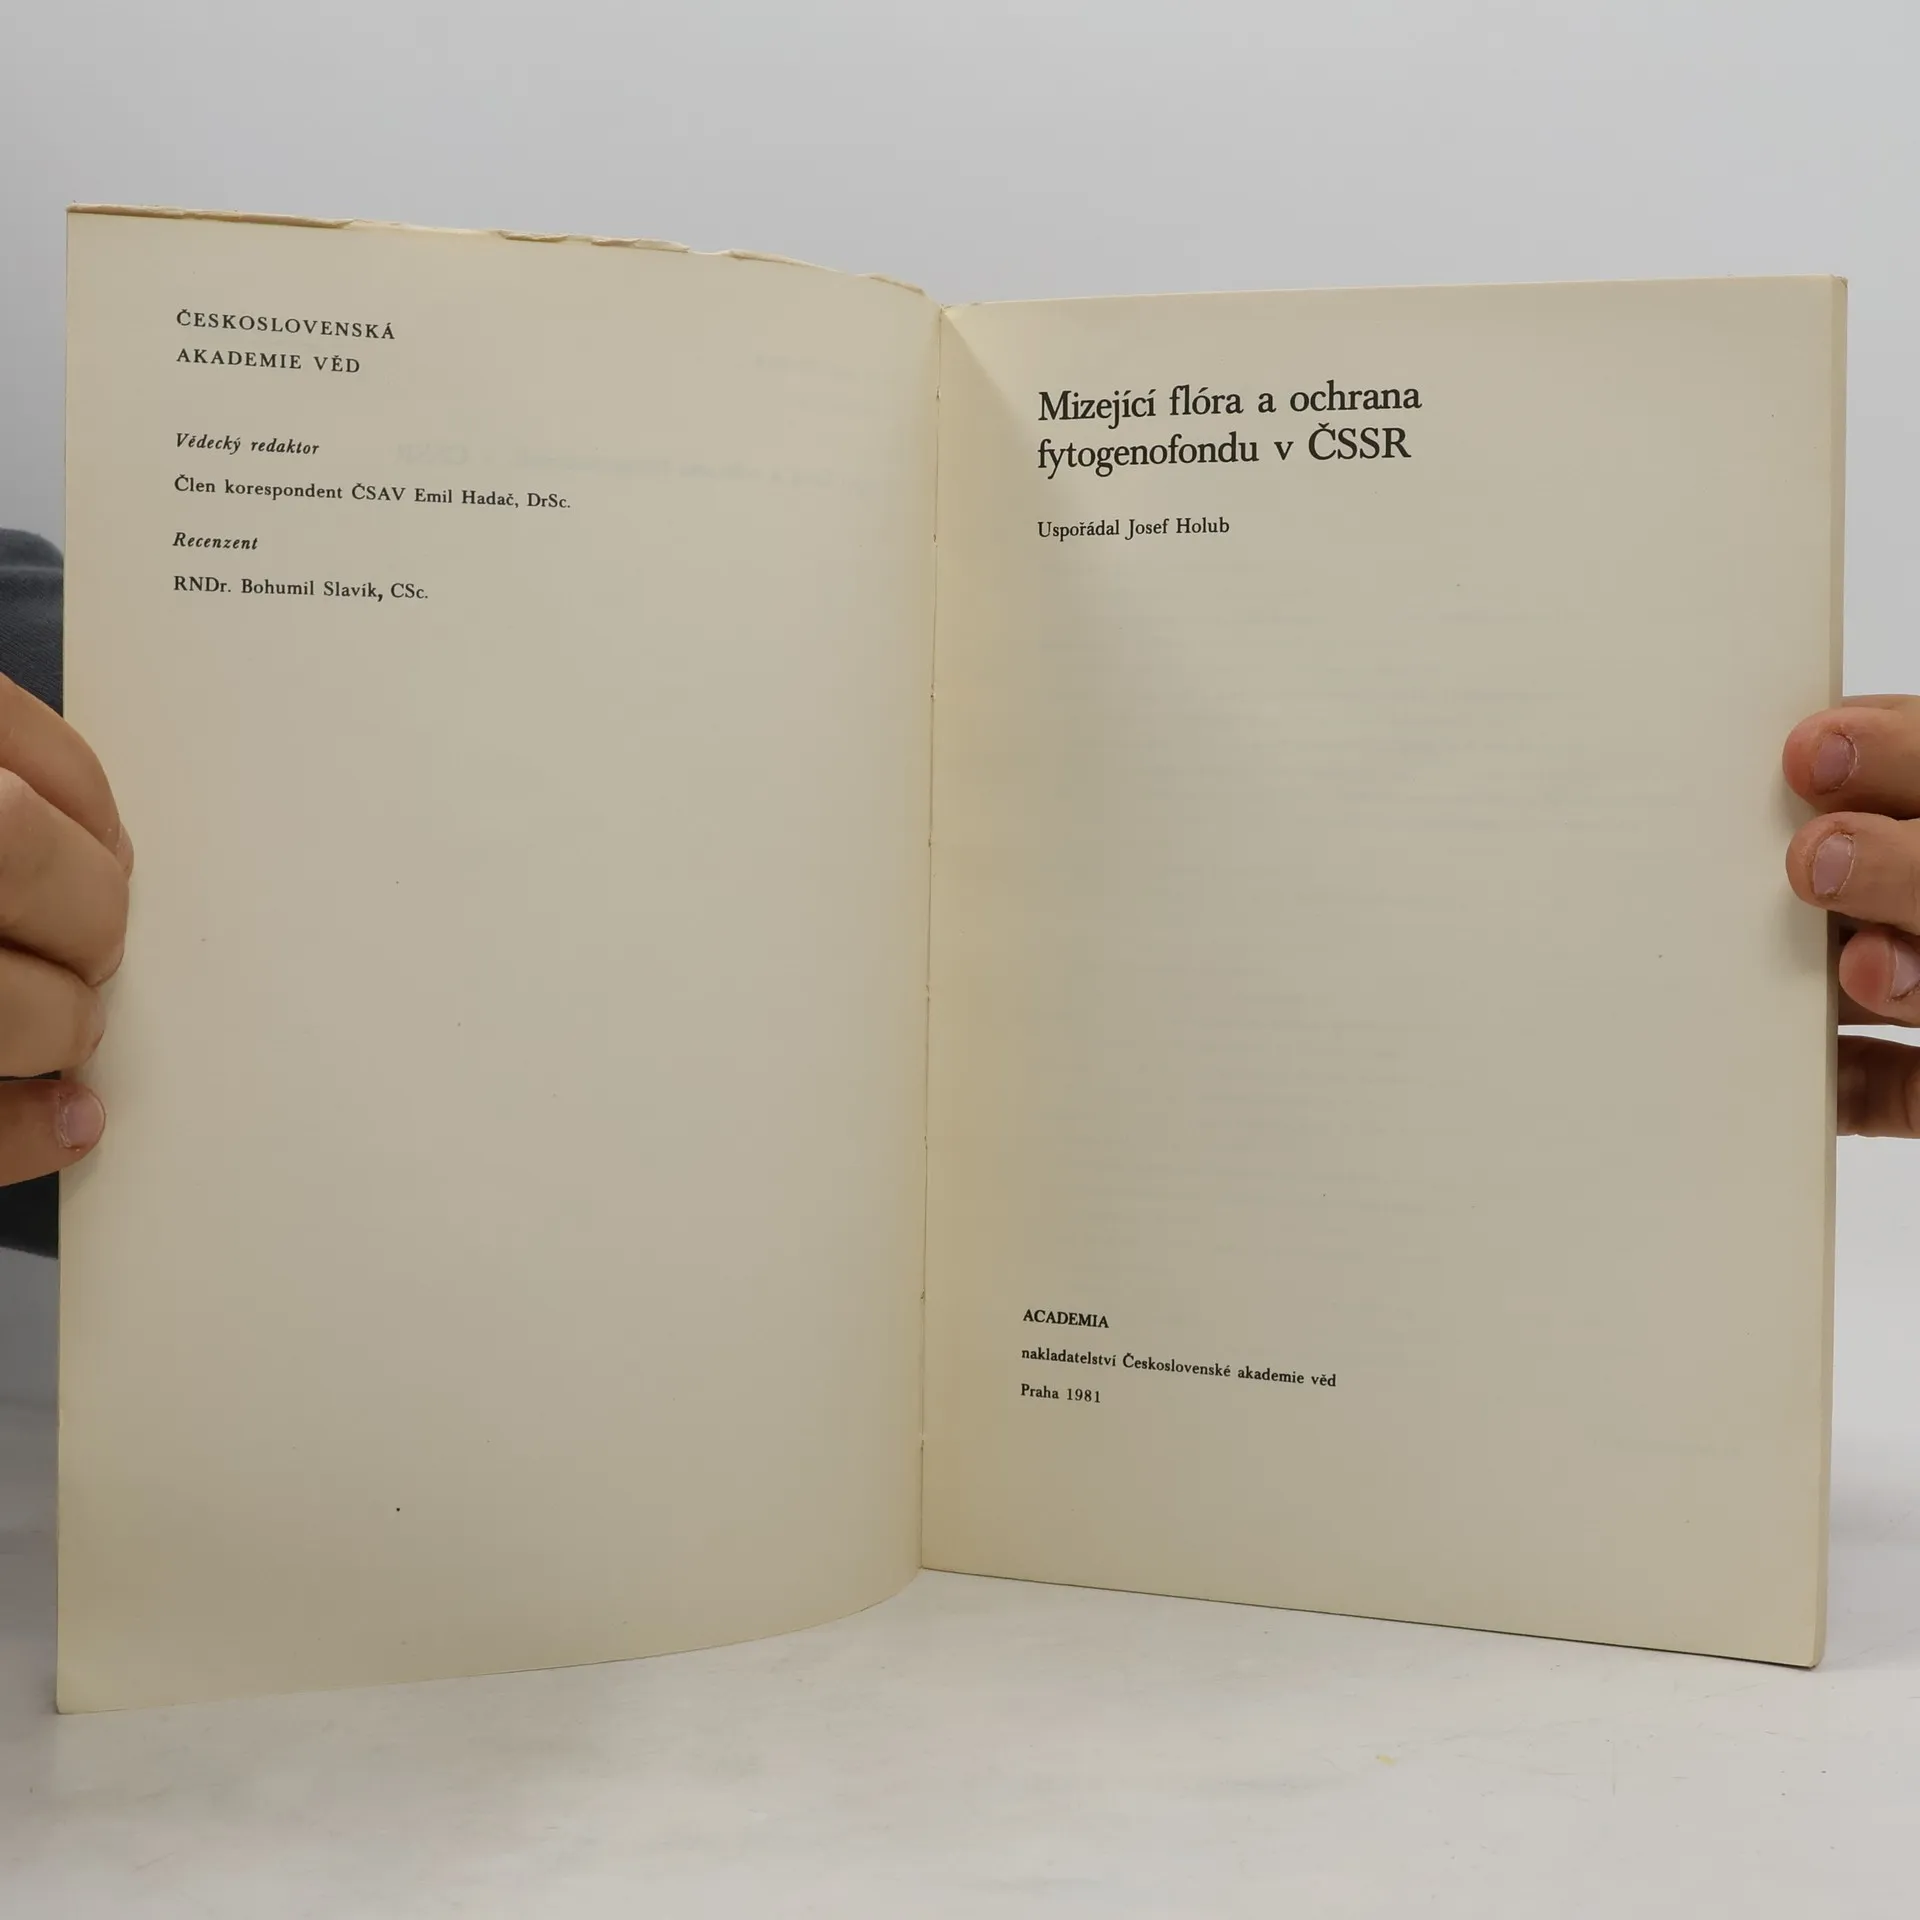 ČESKOSLOVENSKÁ
AKADEMIE VĚD
Vědecký redaktor
Člen korespondent ČSAV Emil Hadač, DrSc.
Recenzent
RNDr. Bohumil Slavík, CSc.
Mizející flóra a ochrana
fytogenofondu v ČSSR
Uspořádal Josef Holub
ACADEMIA
nakladatelství Československé akademie věd
Praha 1981